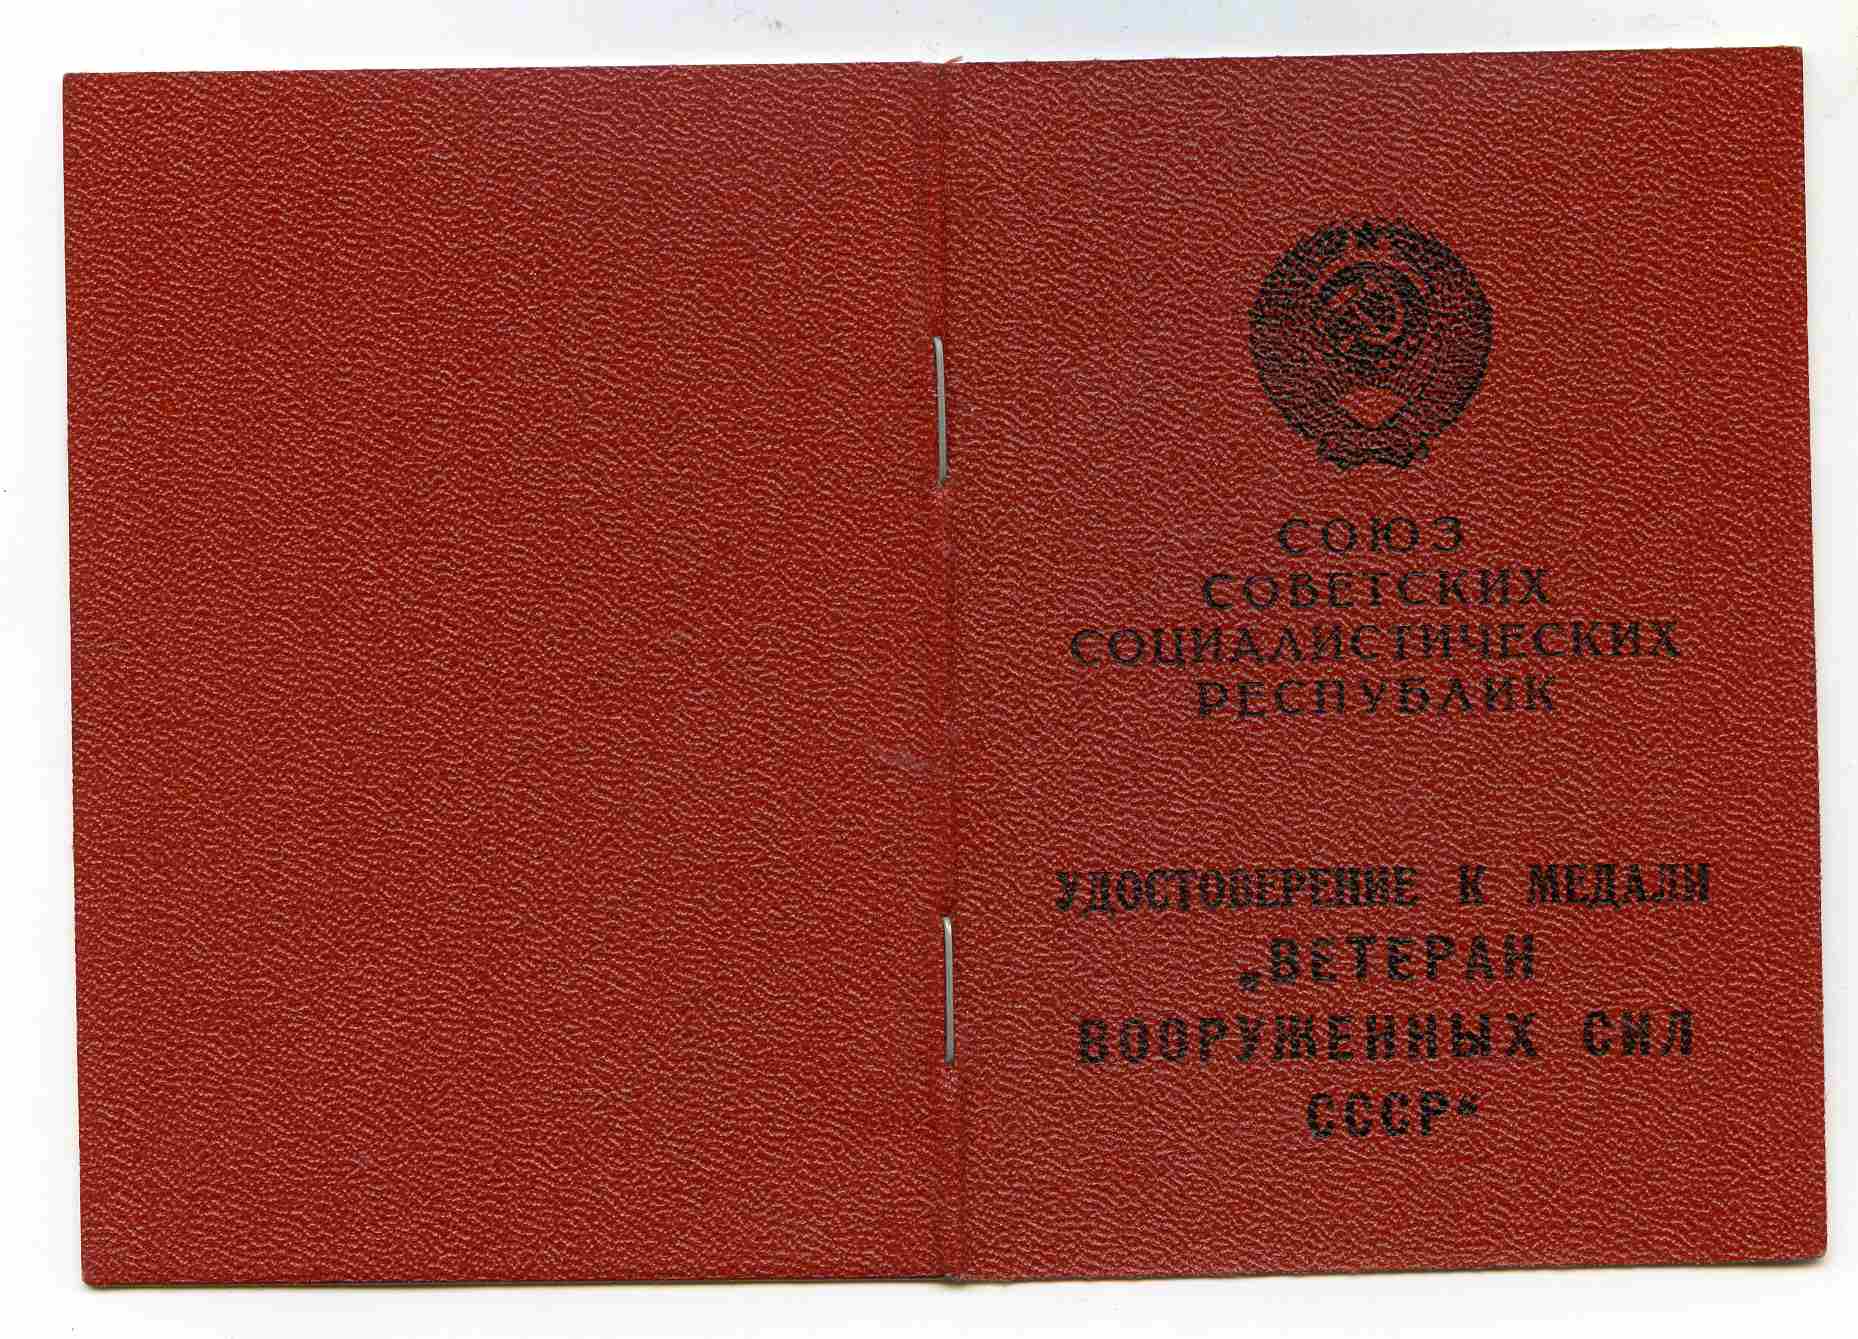 СОЮЗ
СОВЕТСКИХ
СОЦИАЛИСТИЧЕСКИХ
РЕСПУБЛИК
УДОСТОВЕРЕНИЕ К МЕДАЛИ
„ВЕТЕРАН
ВООРУЖЕННЫХ СИЛ
СССР“